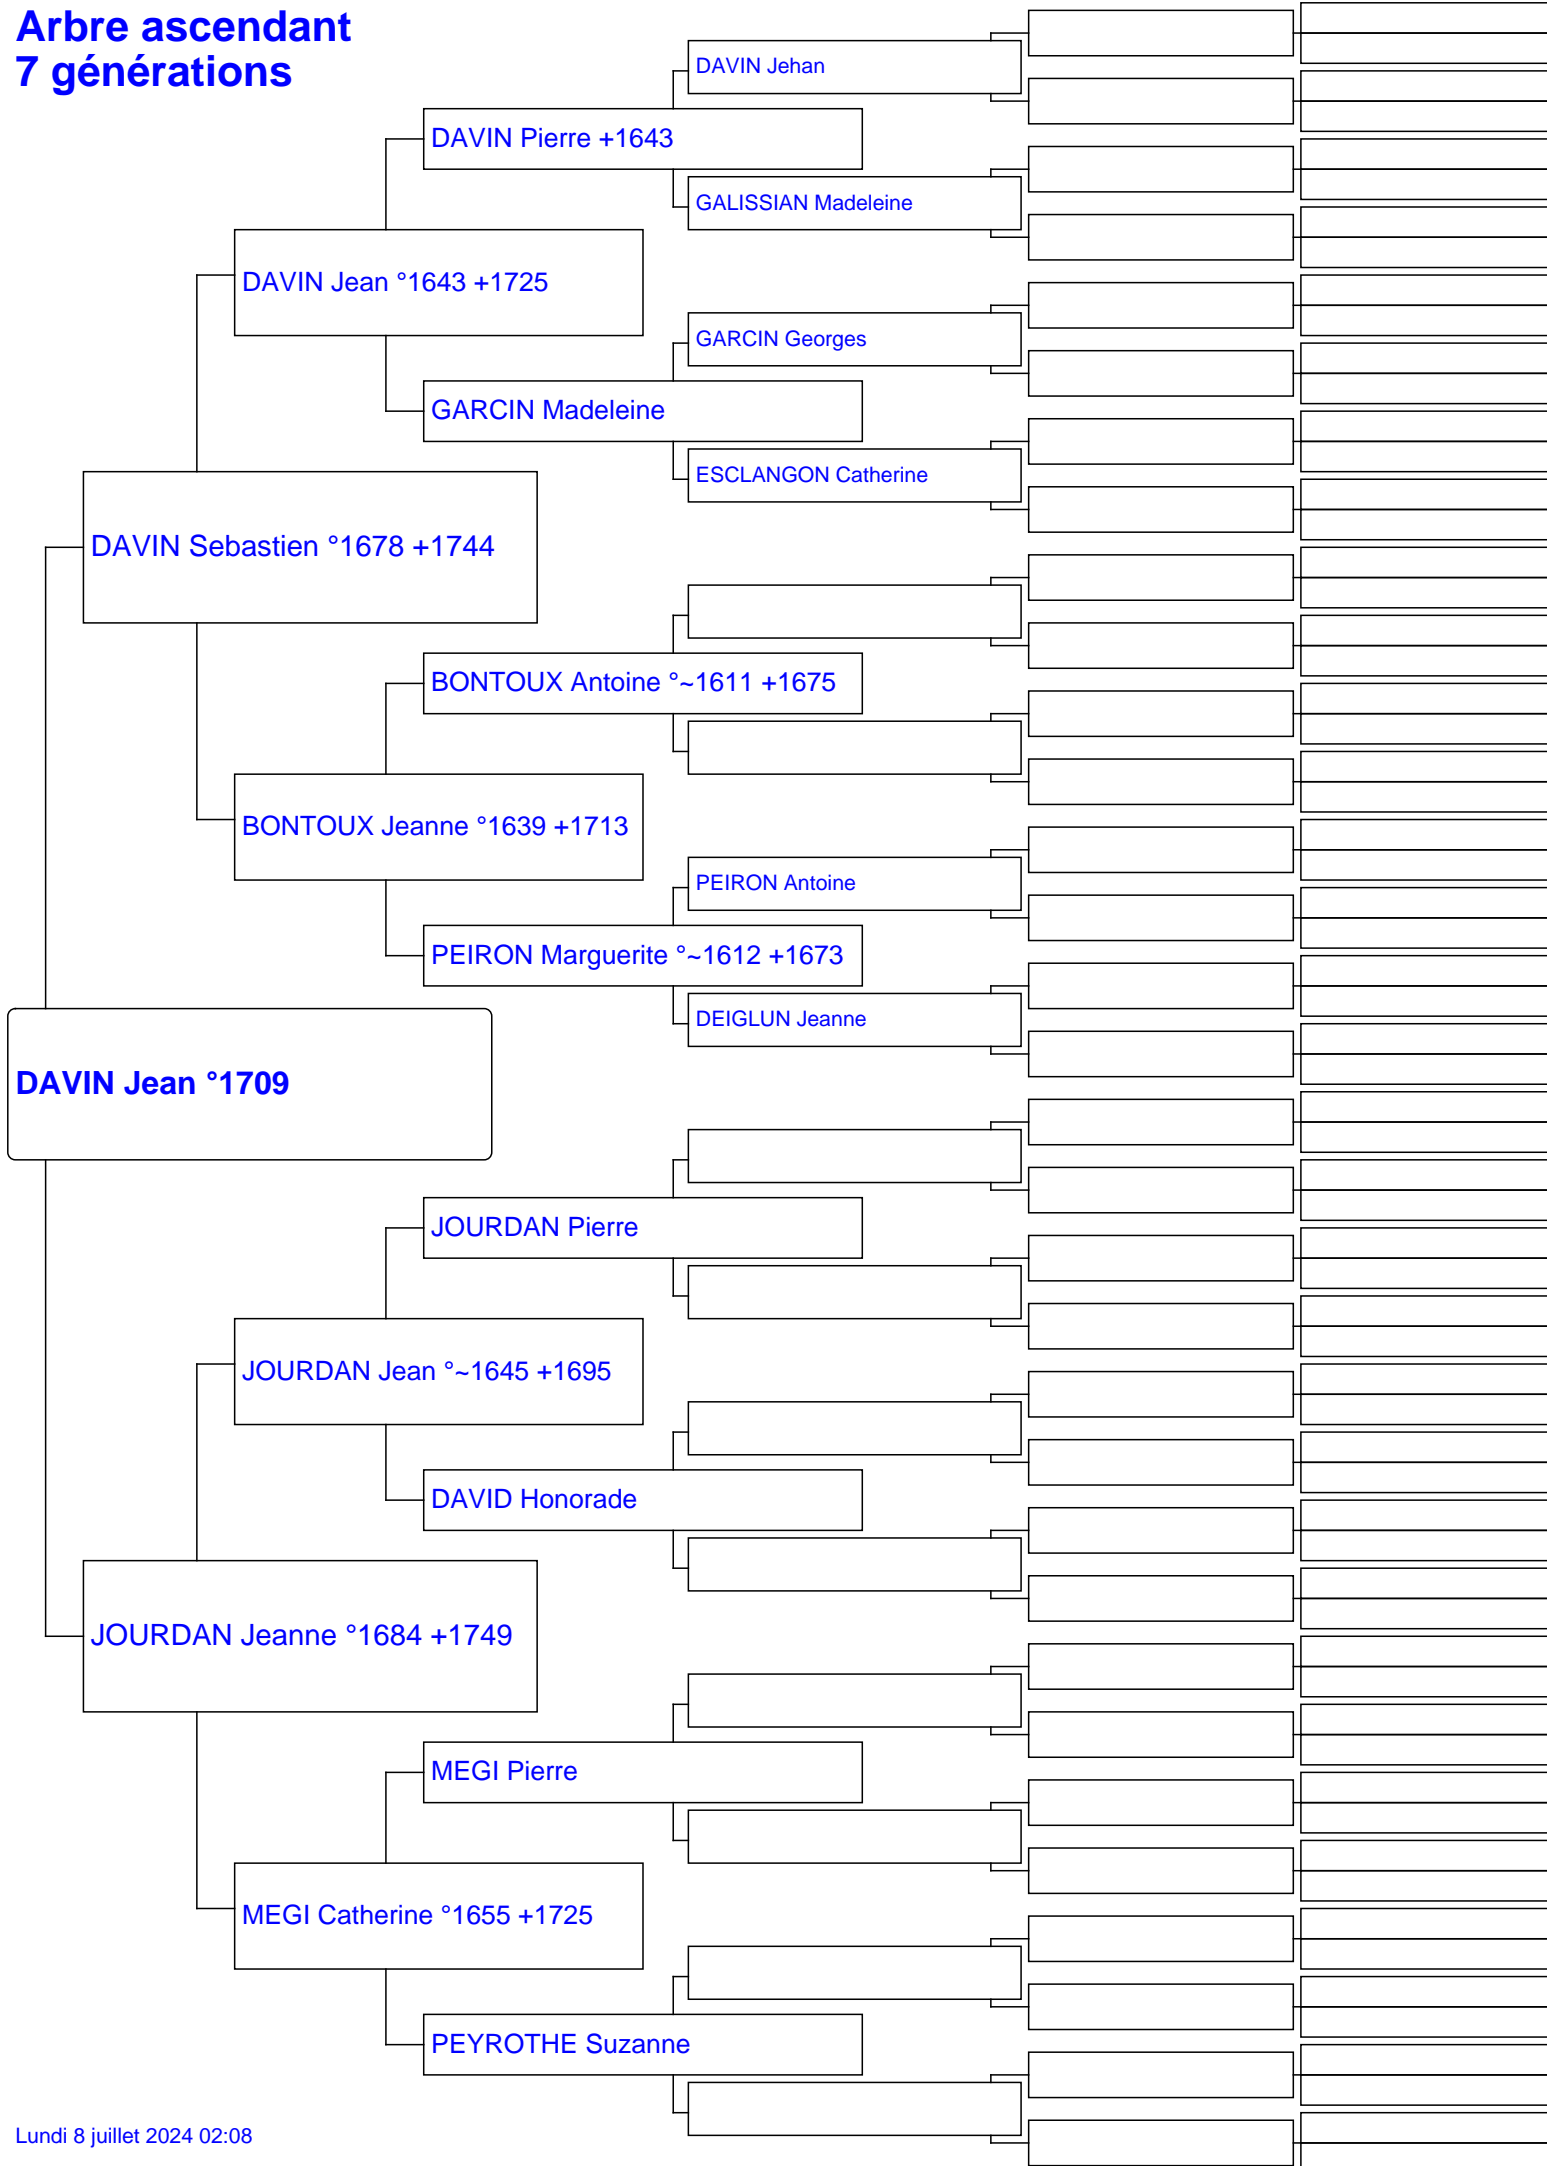 Arbre ascendant
7 générations
DAVIN Jehan
DAVIN Pierre +1643
GALISSIAN Madeleine
DAVIN Jean °1643 +1725
GARCIN Georges
GARCIN Madeleine
ESCLANGON Catherine
DAVIN Sebastien °1678 +1744
BONTOUX Antoine °~1611 +1675
BONTOUX Jeanne °1639 +1713
PEIRON Antoine
PEIRON Marguerite °~1612 +1673
DEIGLUN Jeanne
DAVIN Jean °1709
JOURDAN Pierre
JOURDAN Jean °~1645 +1695
DAVID Honorade
JOURDAN Jeanne °1684 +1749
MEGI Pierre
MEGI Catherine °1655 +1725
PEYROTHE Suzanne
Lundi 8 juillet 2024 02:08